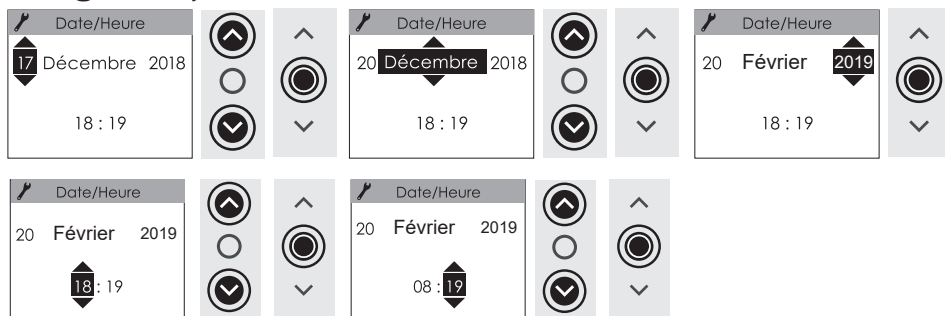 Date/Heure
17 Décembre 2018
18 : 19
Date/Heure
20 Décembre 2018
18 : 19
Date/Heure
20 Février 2019
18 : 19
Date/Heure
20 Février 2019
18 : 19
Date/Heure
20 Février 2019
08 : 19